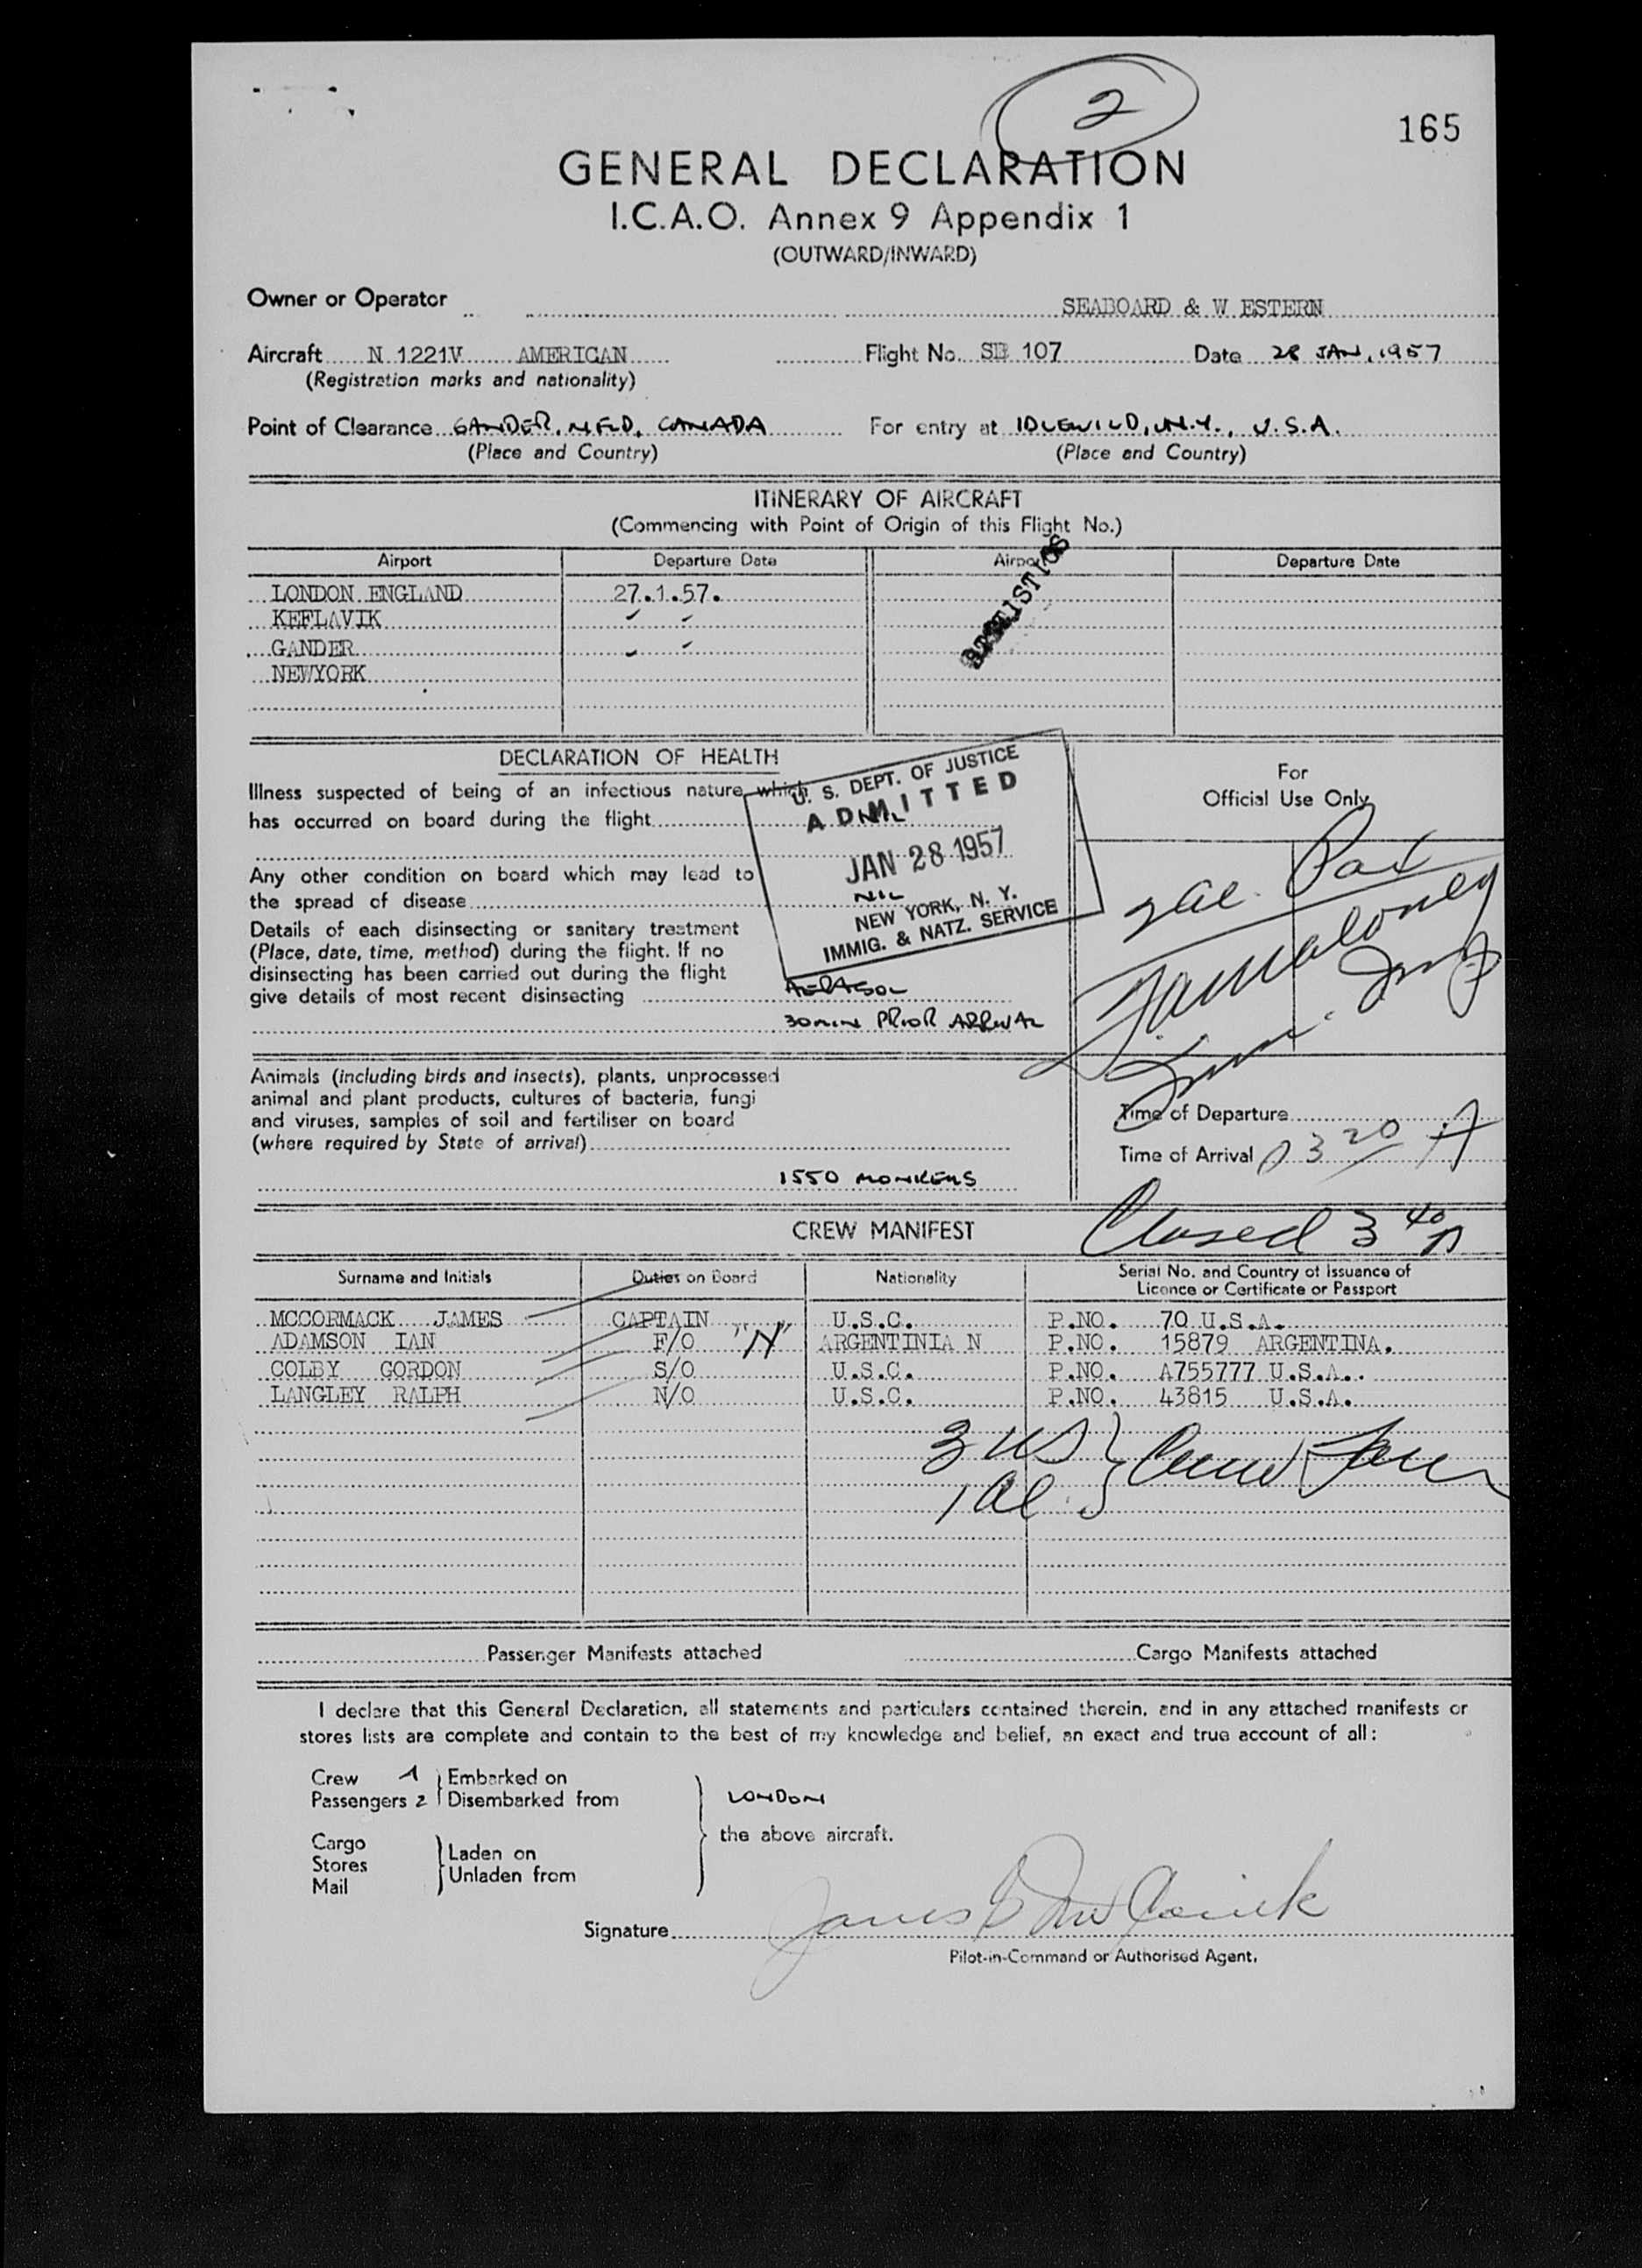 2
165
GENERAL DECLARATION
I.C.A.O. Annex 9 Appendix 1
(OUTWARD/INWARD)
Owner or Operator SEABOARD & W ESTERN
Aircraft N 1221V AMERICAN Flight No. SB 107 Date 28 JAN, 1957
(Registration marks and nationality)
Point of Clearance GANDER, NFLD, CANADA For entry at IDLEWILD, N.Y., U.S.A.
(Place and Country) (Place and Country)
ITINERARY OF AIRCRAFT
(Commencing with Point of Origin of this Flight No.)
Airport Departure Date Airport Departure Date
STATISTICS
LONDON ENGLAND 27.1.57.
KEFLAVIK
GANDER
NEWYORK
DECLARATION OF HEALTH
Illness suspected of being of an infectious nature which
has occurred on board during the flight NIL
Any other condition on board which may lead to
the spread of disease NIL
Details of each disinsecting or sanitary treatment
(Place, date, time, method) during the flight. If no
disinsecting has been carried out during the flight
give details of most recent disinsecting AERASOL
30 MIN PRIOR ARRIVAL
U. S. DEPT. OF JUSTICE
ADMITTED
JAN 28 1957
NEW YORK, N. Y.
IMMIG. & NATZ. SERVICE
For
Official Use Only
2 al. Pax
Animals (including birds and insects), plants, unprocessed
animal and plant products, cultures of bacteria, fungi
and viruses, samples of soil and fertiliser on board
(where required by State of arrival)
1550 MONKEYS
Time of Departure
Time of Arrival 0320 A
CREW MANIFEST
Closed 3 40 A
Surname and Initials Duties on Board Nationality Serial No. and Country of Issuance of
Licence or Certificate or Passport
MCCORMACK JAMES CAPTAIN U.S.C. P.NO. 70 U.S.A.
ADAMSON IAN F/O "N" ARGENTINIA N P.NO. 15879 ARGENTINA.
COLBY GORDON S/O U.S.C. P.NO. A755777 U.S.A..
LANGLEY RALPH N/O U.S.C. P.NO. 43815 U.S.A.
3 US
1 al.
Passenger Manifests attached Cargo Manifests attached
I declare that this General Declaration, all statements and particulars contained therein, and in any attached manifests or
stores lists are complete and contain to the best of my knowledge and belief, an exact and true account of all:
Crew Embarked on
Passengers 2 Disembarked from LONDON
the above aircraft.
Cargo
Stores Laden on
Mail Unladen from
Signature
Pilot-in-Command or Authorised Agent.